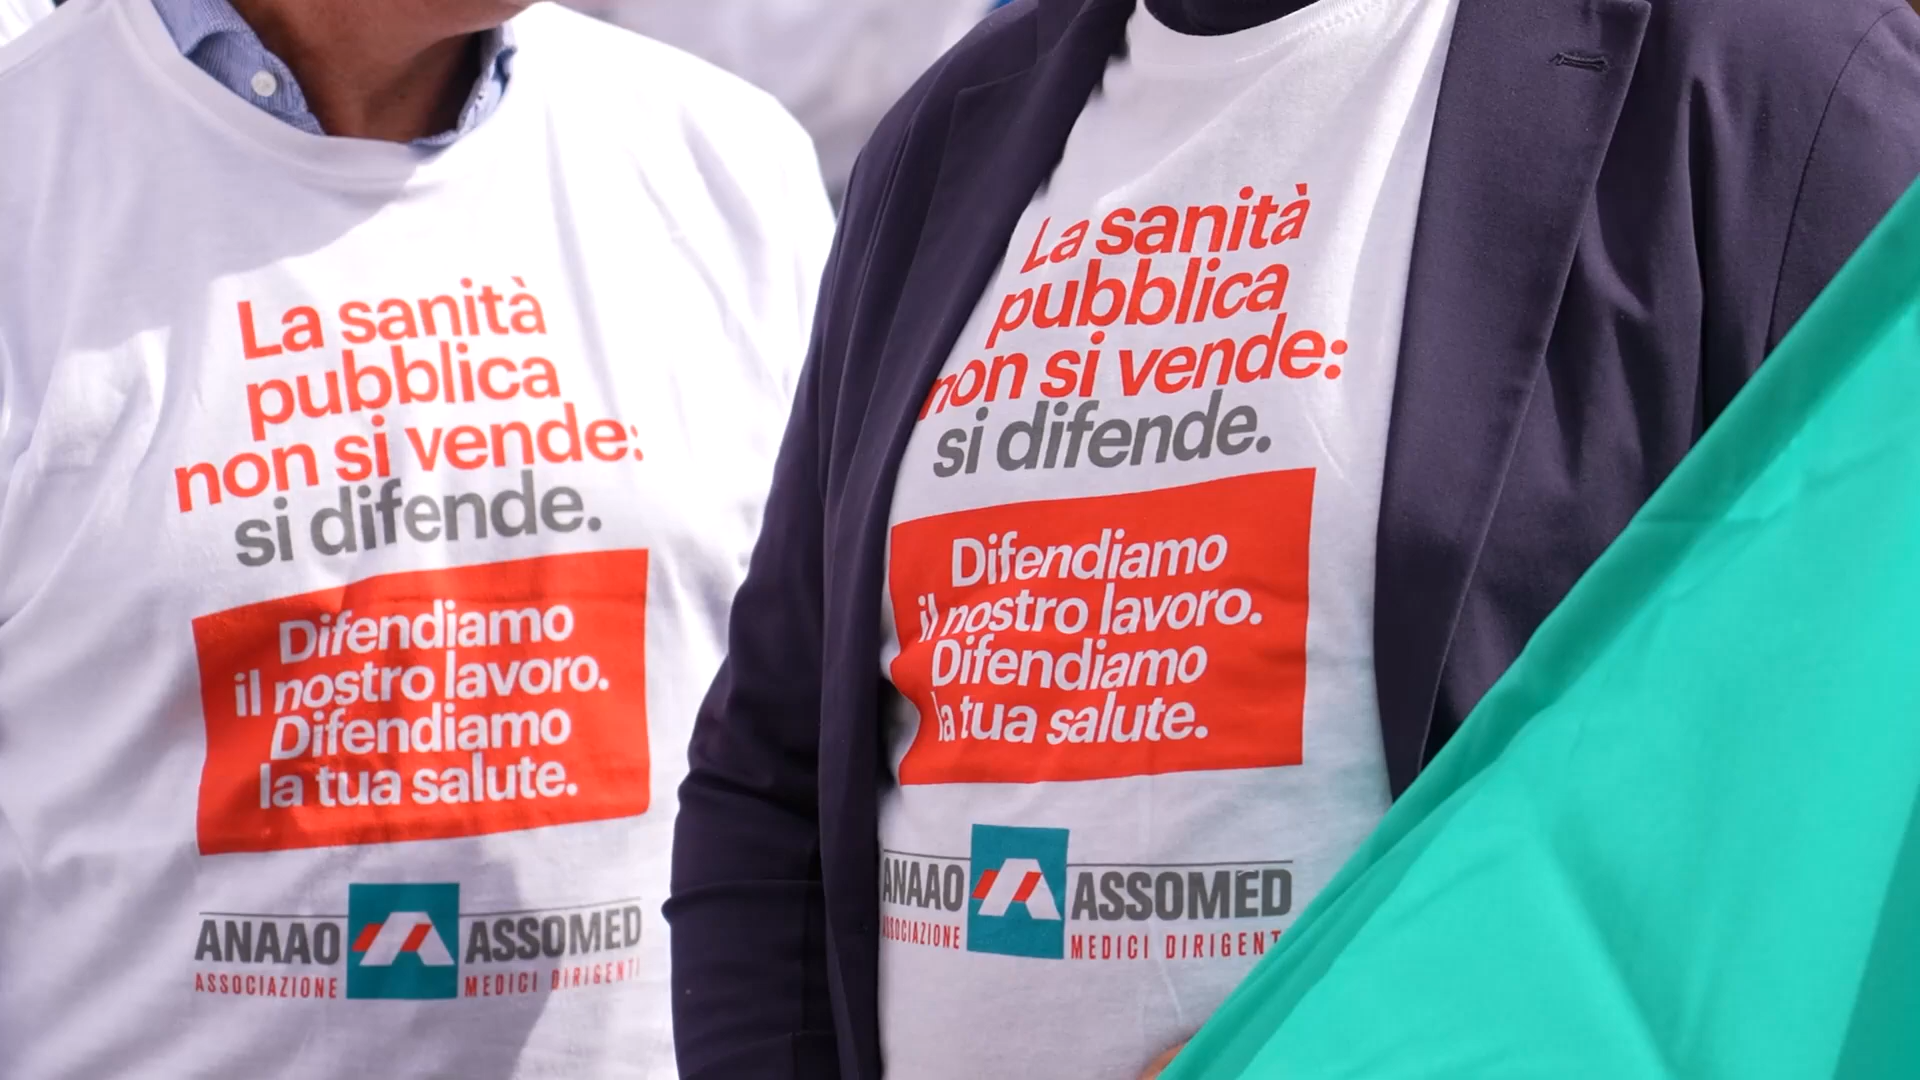 La sanità
pubblica
non si vende:
si difende.
Difendiamo
il nostro lavoro.
Difendiamo
la tua salute.
ANAAO ASSOMED
ASSOCIAZIONE MEDICI DIRIGENTI
La sanità
pubblica
non si vende:
si difende.
Difendiamo
il nostro lavoro.
Difendiamo
la tua salute.
ANAAO ASSOMED
ASSOCIAZIONE MEDICI DIRIGENT